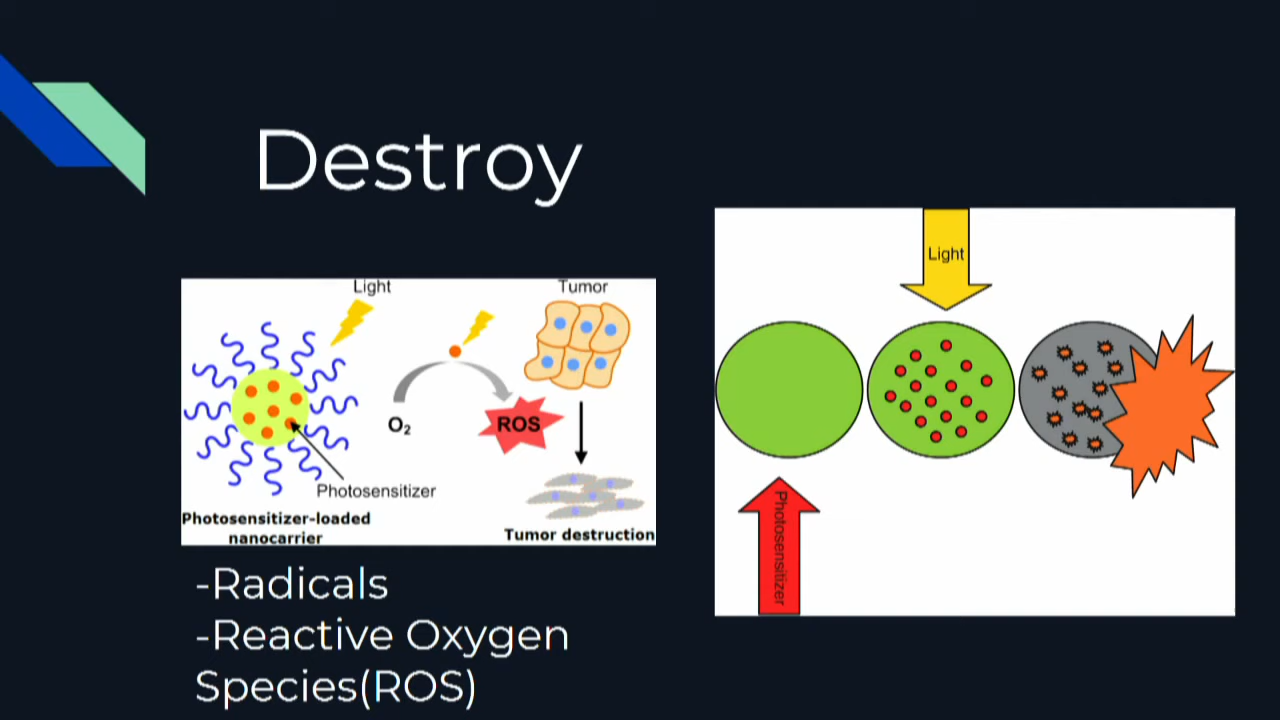 Destroy
Light
Tumor
O₂
ROS
Photosensitizer
Photosensitizer-loaded
nanocarrier
Tumor destruction
Light
Photosensitizer
-Radicals
-Reactive Oxygen
Species(ROS)